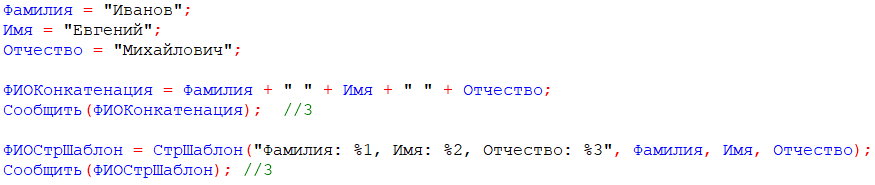 Фамилия = "Иванов";
Имя = "Евгений";
Отчество = "Михайлович";
ФИОКонкатенация = Фамилия + " " + Имя + " " + Отчество;
Сообщить(ФИОКонкатенация);  //3
ФИОСтрШаблон = СтрШаблон("Фамилия: %1, Имя: %2, Отчество: %3", Фамилия, Имя, Отчество);
Сообщить(ФИОСтрШаблон); //3